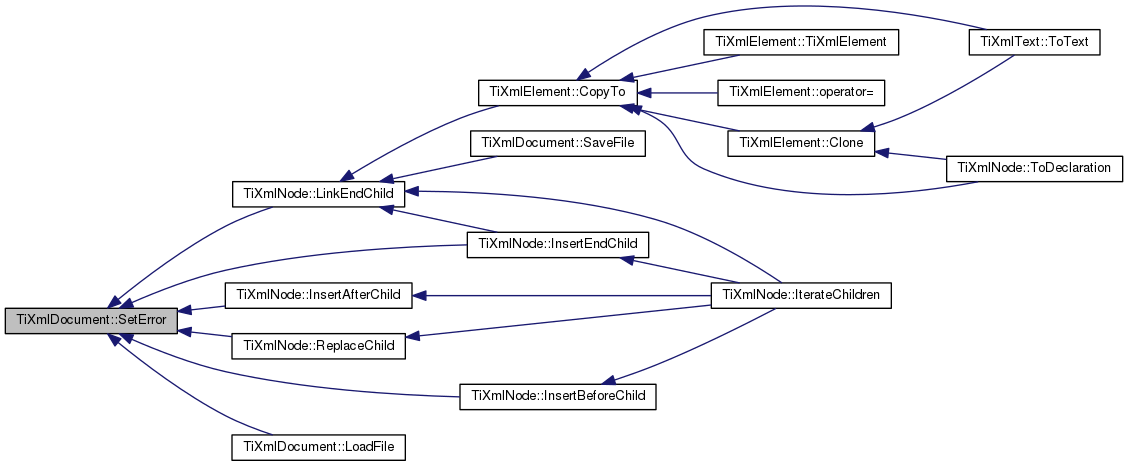 TiXmlText::ToText
TiXmlElement::TiXmlElement
TiXmlElement::CopyTo
TiXmlElement::operator=
TiXmlDocument::SaveFile
TiXmlElement::Clone
TiXmlNode::ToDeclaration
TiXmlNode::LinkEndChild
TiXmlNode::InsertEndChild
TiXmlNode::InsertAfterChild
TiXmlNode::IterateChildren
TiXmlDocument::SetError
TiXmlNode::ReplaceChild
TiXmlNode::InsertBeforeChild
TiXmlDocument::LoadFile